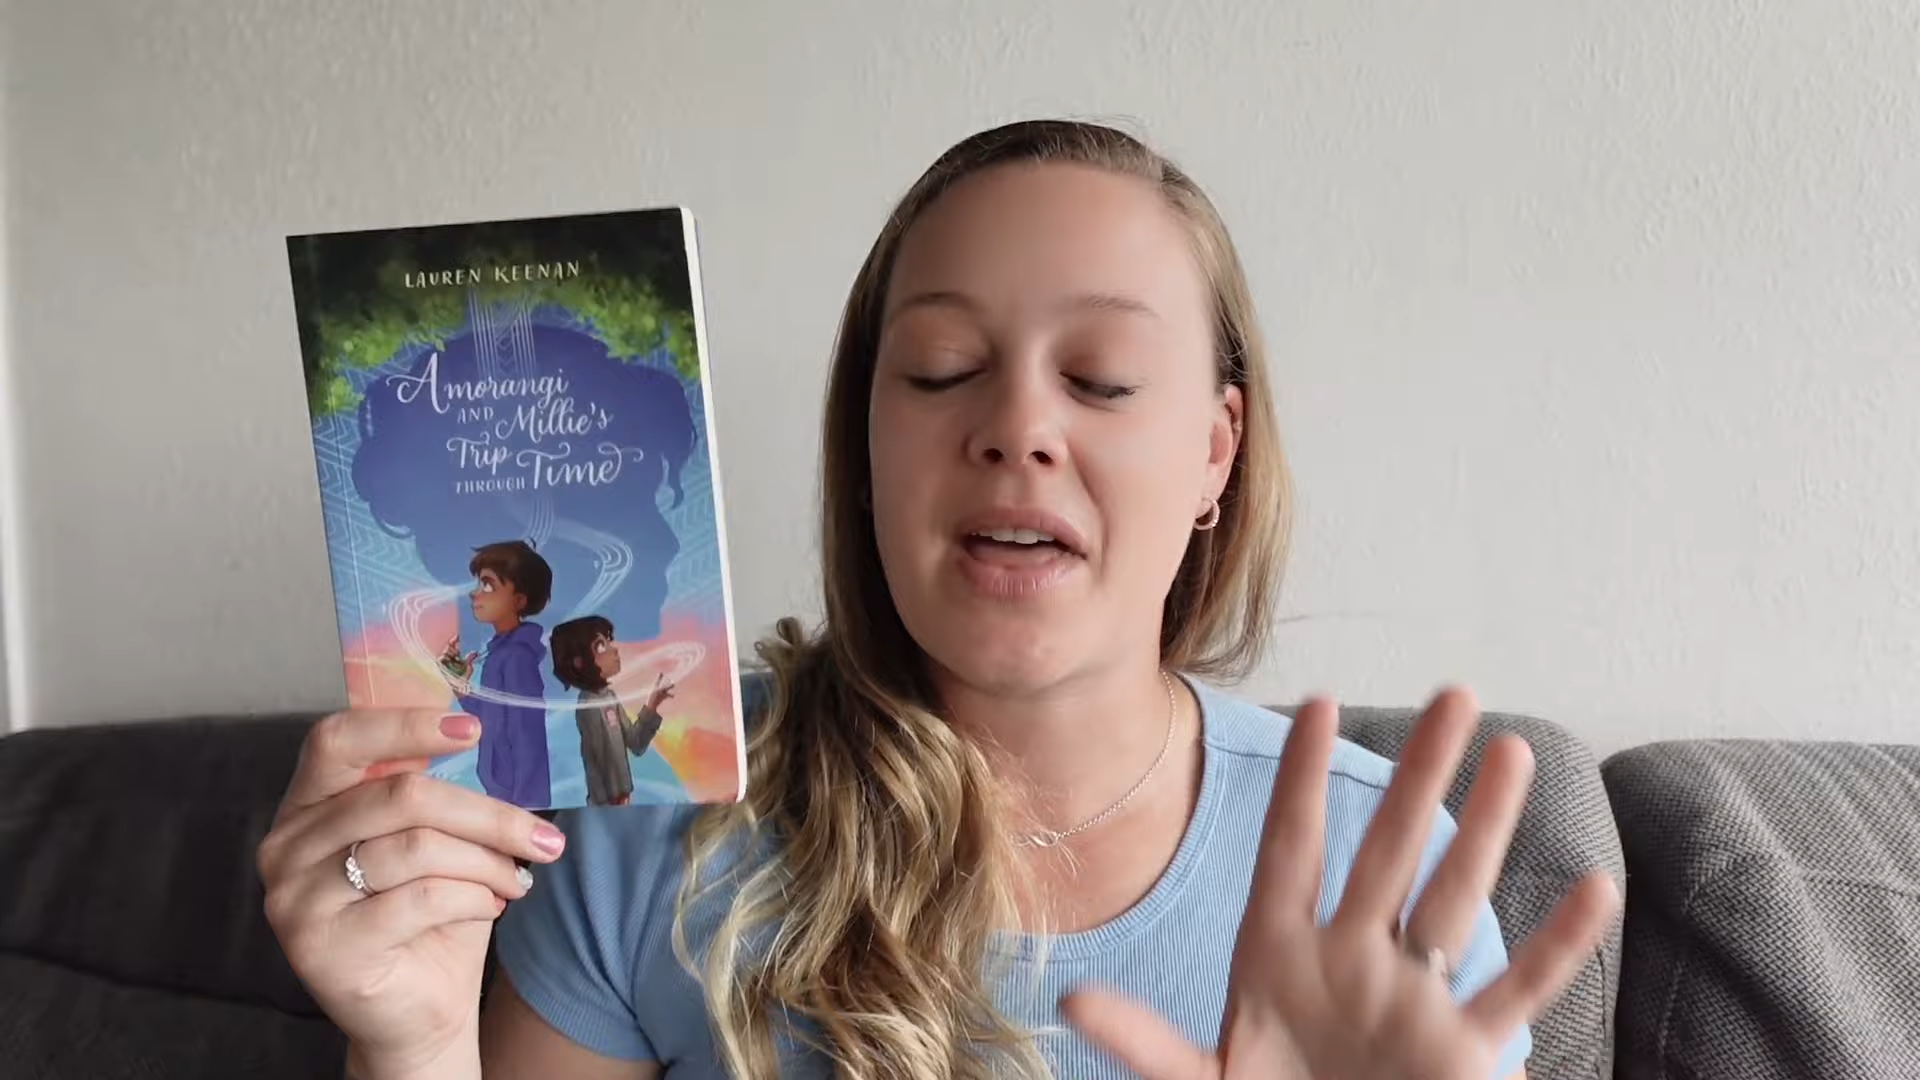 LAUREN KEENAN
Amorangi
AND Millie's
Trip
THROUGH Time